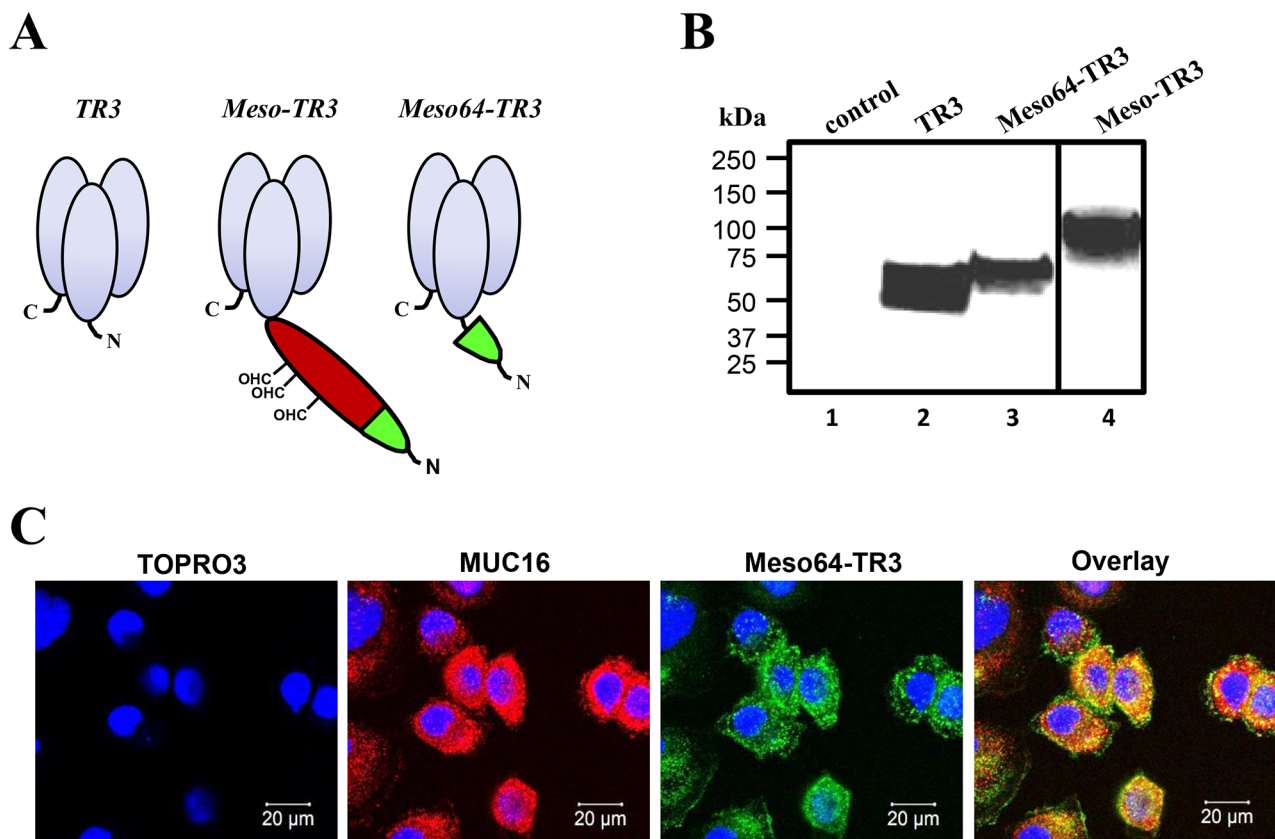 A
TR3
Meso-TR3
Meso64-TR3
C
N
C
OHC
OHC
OHC
N
C
N
B
kDa
control
TR3
Meso64-TR3
Meso-TR3
250
150
100
75
50
37
25
1 2 3 4
C
TOPRO3
MUC16
Meso64-TR3
Overlay
20 µm
20 µm
20 µm
20 µm